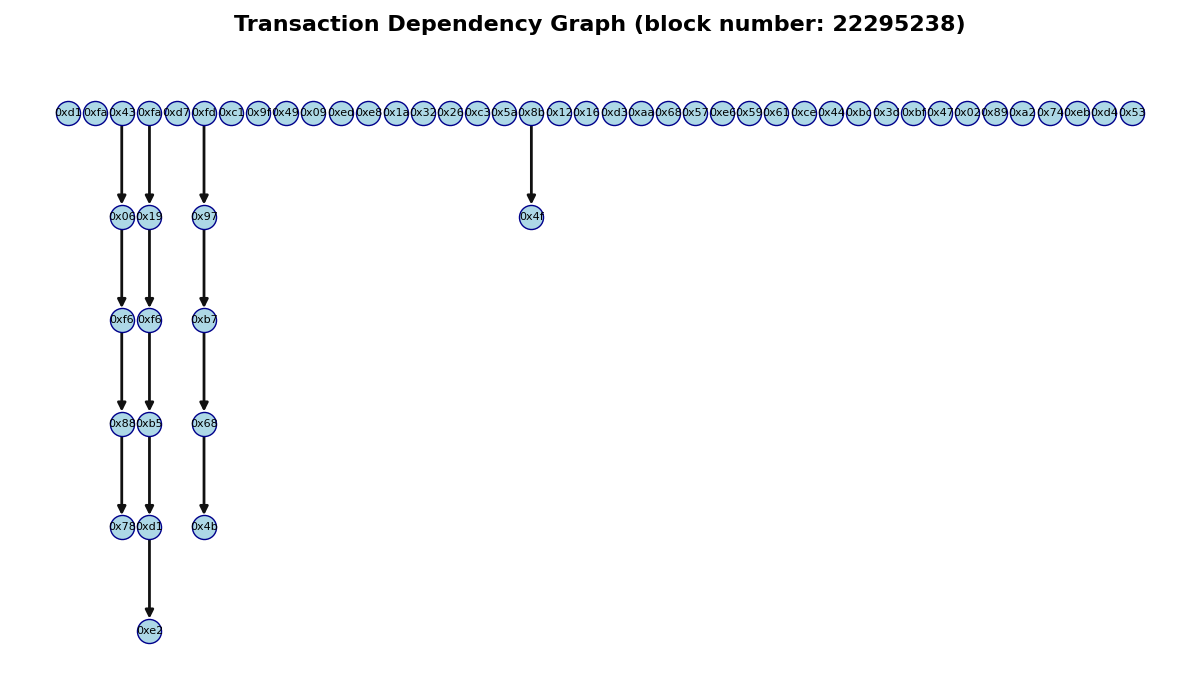 Transaction Dependency Graph (block number: 22295238)
0xd1 0xfa 0x43 0xfa 0xd7 0xfd 0xc1 0x9f 0x49 0x09 0xed 0xe8 0x1a 0x32 0x26 0xc3 0x5a 0x8b 0x12 0x16 0xd3 0xaa 0x68 0x57 0xe6 0x59 0x61 0xce 0x44 0xbc 0x3d 0xbf 0x47 0x02 0x89 0xa2 0x74 0xeb 0xd4 0x53
0x06 0x19 0x97 0x4f
0xf6 0xf6 0xb7
0x88 0xb5 0x68
0x78 0xd1 0x4b
0xe2